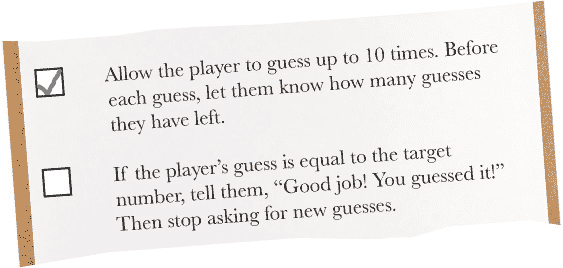 Allow the player to guess up to 10 times. Before
each guess, let them know how many guesses
they have left.
If the player’s guess is equal to the target
number, tell them, “Good job! You guessed it!”
Then stop asking for new guesses.